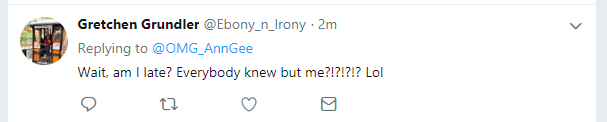 Gretchen Grundler @Ebony_n_Irony · 2m
Replying to @OMG_AnnGee
Wait, am I late? Everybody knew but me?!?!?!? Lol